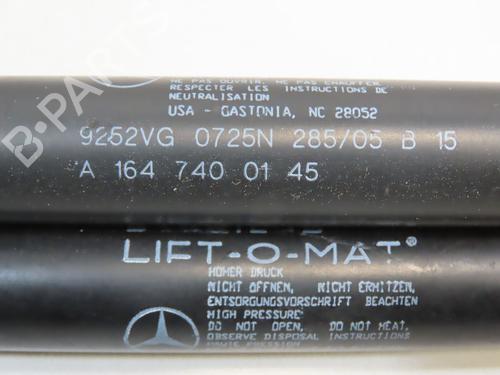 NE PAS OUVRIR, NE PAS CHAUFFER
RESPECTER LES INSTRUCTIONS DE
NEUTRALISATION
USA - GASTONIA, NC 28052
9252VG 0725N 285/05 B 15
A 164 740 01 45
LIFT-O-MAT®
HOHER DRUCK
NICHT ÖFFNEN, NICHT ERHITZEN,
ENTSORGUNGSVORSCHRIFT BEACHTEN
HIGH PRESSURE
DO NOT OPEN, DO NOT HEAT,
OBSERVE DISPOSAL INSTRUCTIONS
HAUTE PRESSION